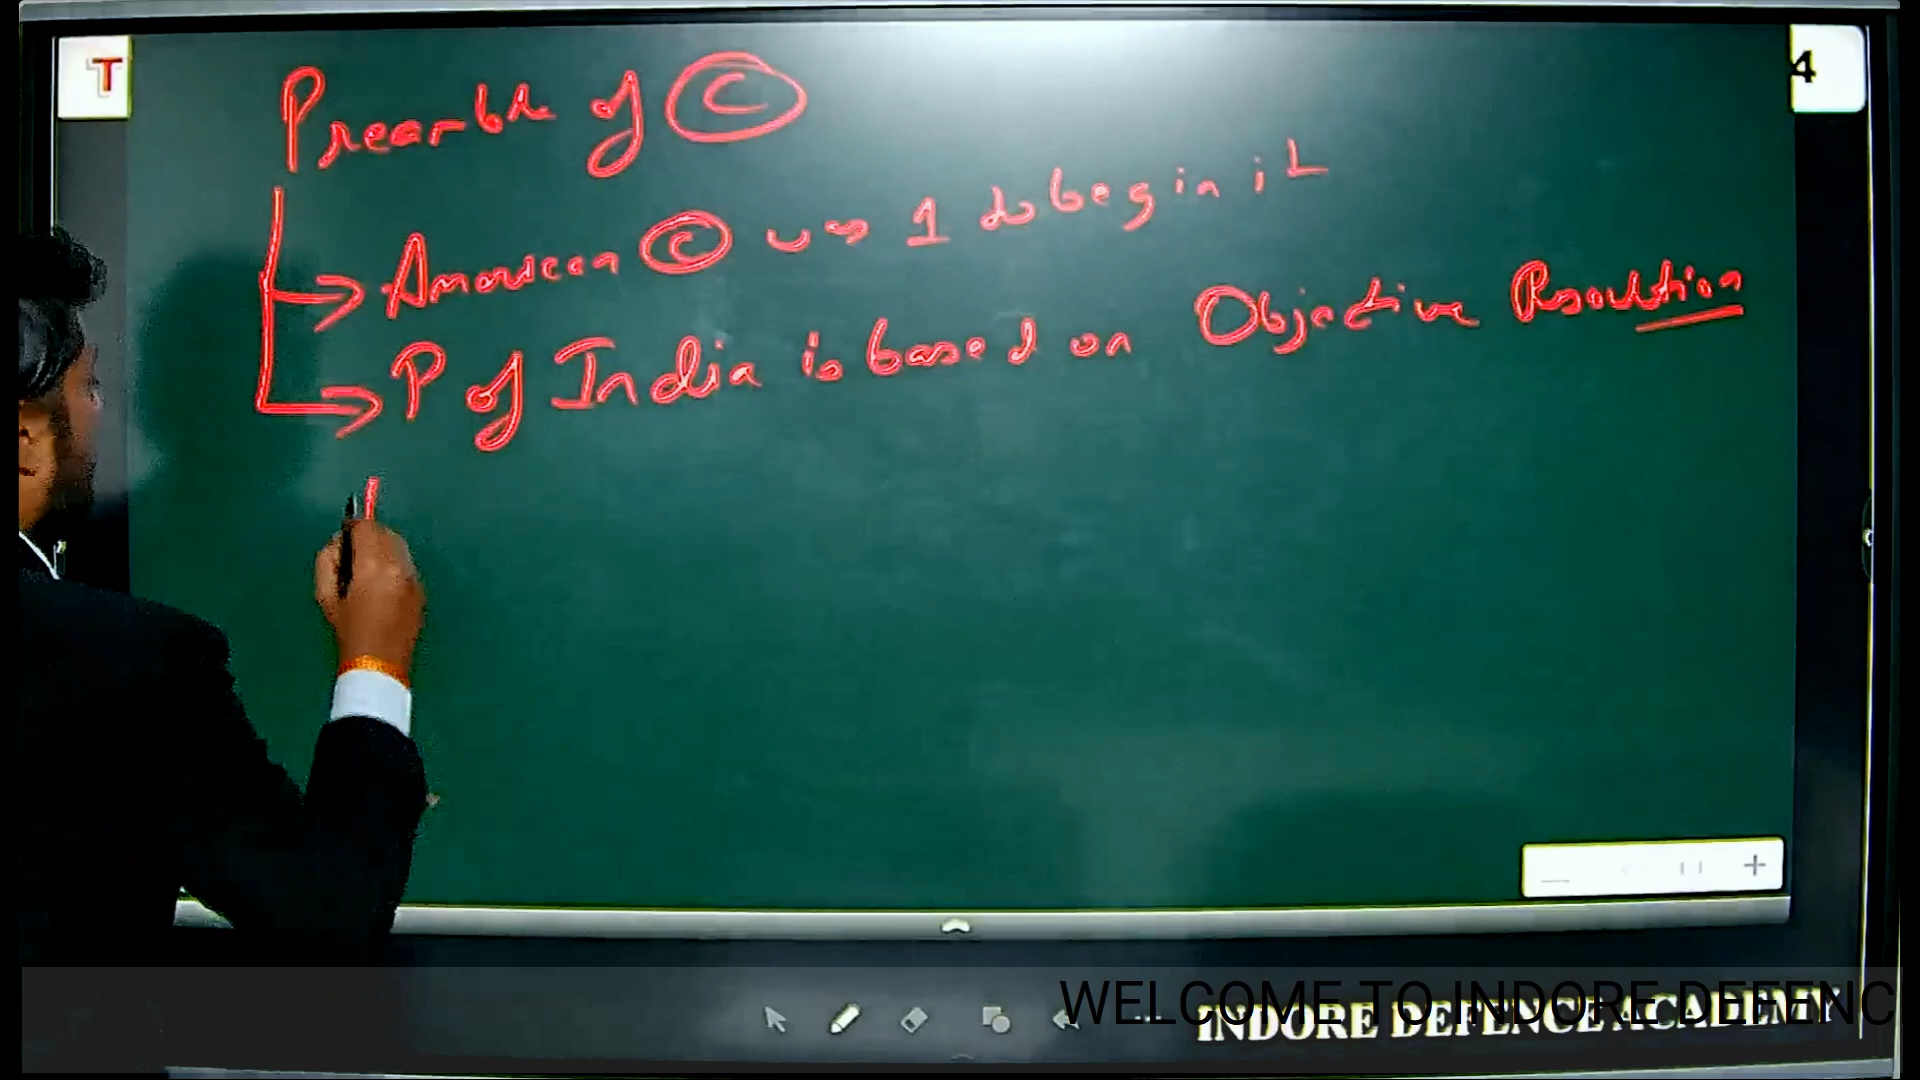 T
4
Preamble of ©
American © was 1 to begin it
P of India is based on Objective Resolution
WELCOME TO INDORE DEFENC
INDORE DEFENCE ACADEMY